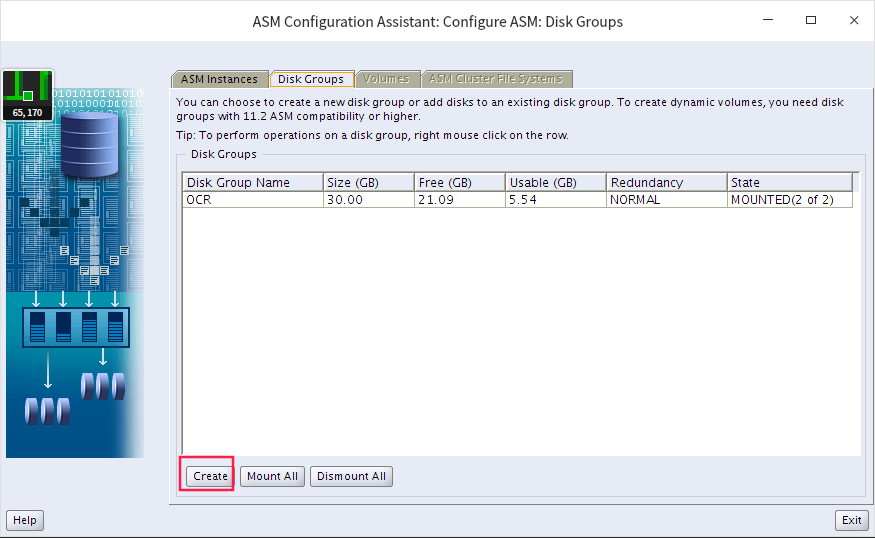 ASM Configuration Assistant: Configure ASM: Disk Groups
65,170
ASM Instances
Disk Groups
Volumes
ASM Cluster File Systems
You can choose to create a new disk group or add disks to an existing disk group. To create dynamic volumes, you need disk
groups with 11.2 ASM compatibility or higher.
Tip: To perform operations on a disk group, right mouse click on the row.
Disk Groups
Disk Group Name Size (GB) Free (GB) Usable (GB) Redundancy State
OCR 30.00 21.09 5.54 NORMAL MOUNTED(2 of 2)
Create Mount All Dismount All
Help Exit